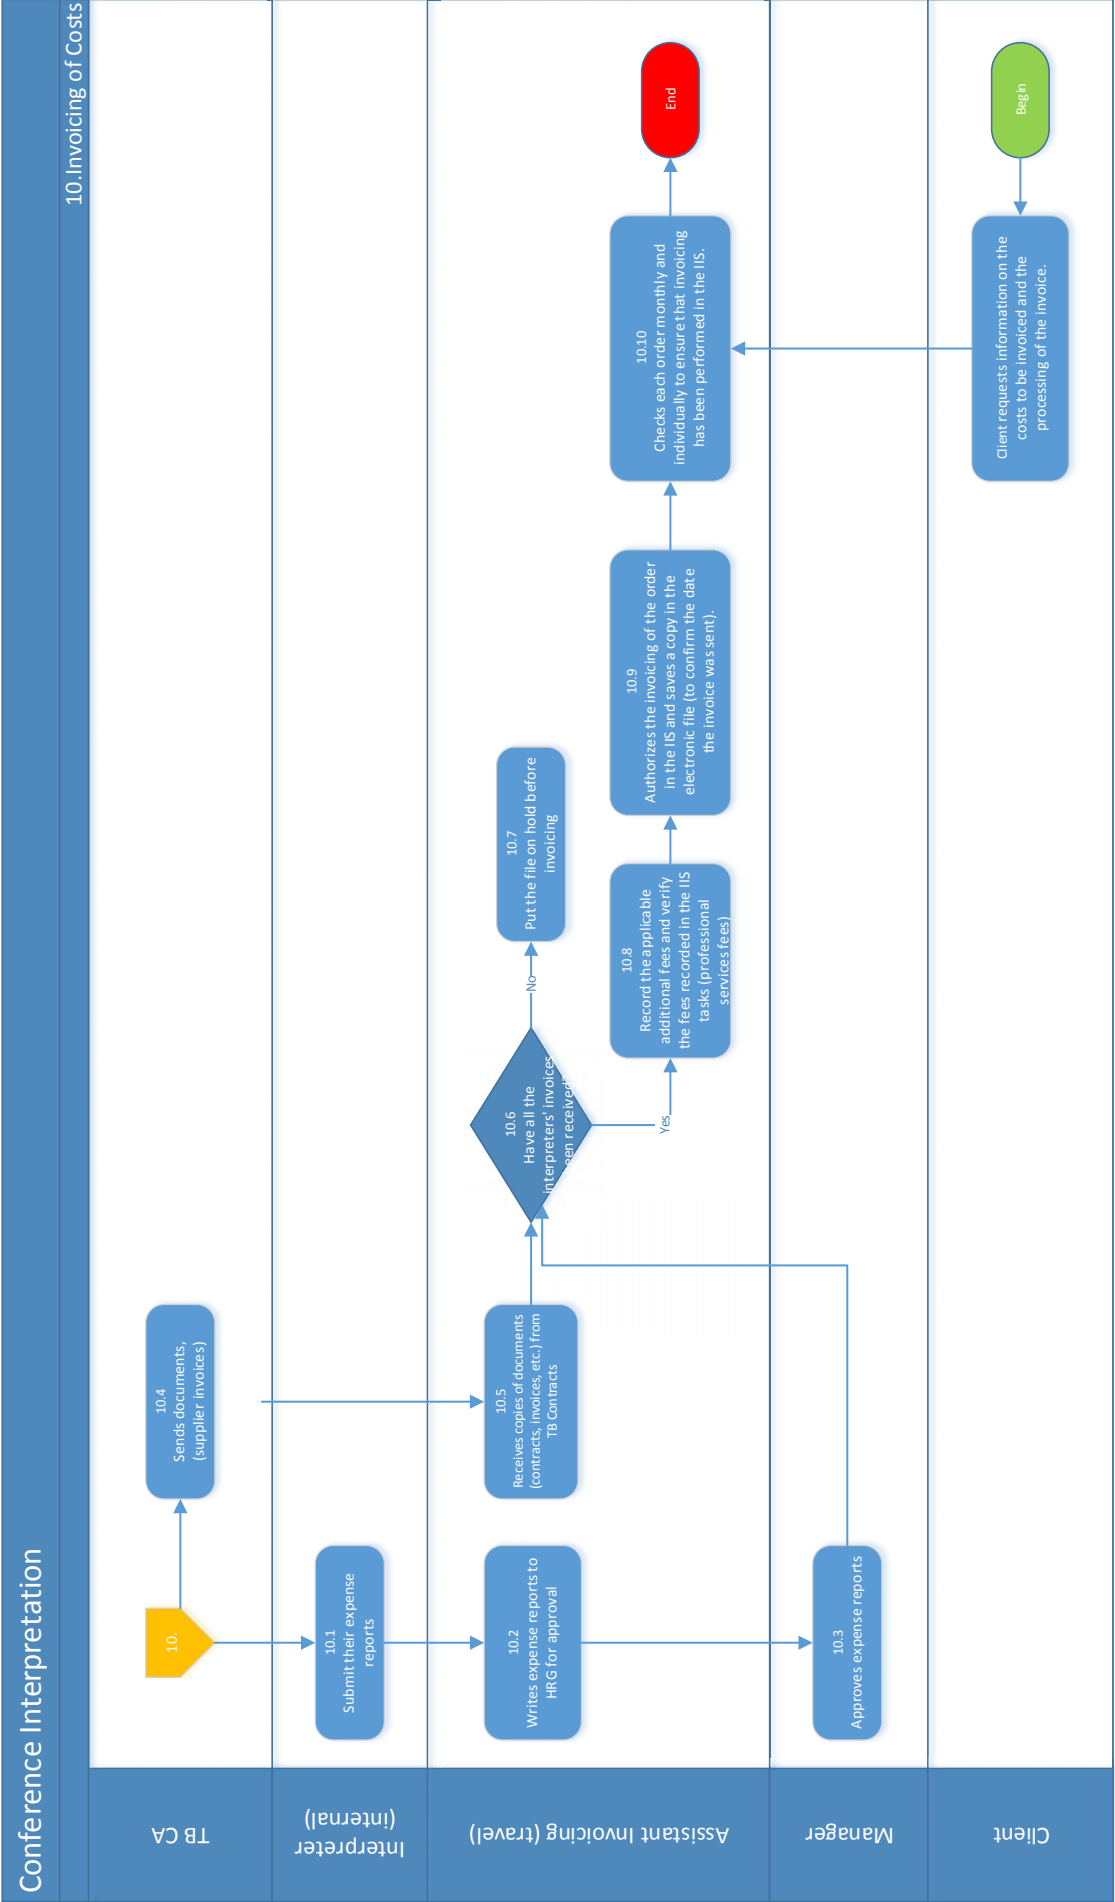 Conference Interpretation
10.Invoicing of Costs
TB CA
10.
10.4
Sends documents,
(supplier invoices)
Interpreter
(internal)
10.1
Submit their expense
reports
Assistant Invoicing (travel)
10.2
Writes expense reports to
HRG for approval
10.5
Receives copies of documents
(contracts, invoices, etc.) from
TB Contracts
10.6
Have all the
interpreters' invoices
been received?
No
Yes
10.7
Put the file on hold before
invoicing
10.8
Record the applicable
additional fees and verify
the fees recorded in the IIS
tasks (professional
services fees)
10.9
Authorizes the invoicing of the order
in the IIS and saves a copy in the
electronic file (to confirm the date
the invoice was sent).
10.10
Checks each order monthly and
individually to ensure that invoicing
has been performed in the IIS.
End
Manager
10.3
Approves expense reports
Client
Client requests information on the
costs to be invoiced and the
processing of the invoice.
Begin